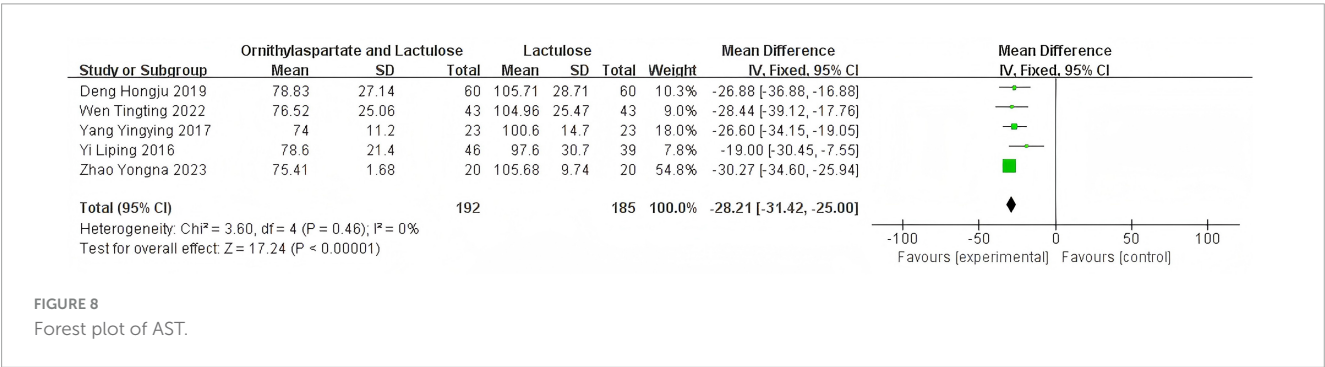 Ornithylaspartate and Lactulose Lactulose Mean Difference Mean Difference
Study or Subgroup Mean SD Total Mean SD Total Weight IV, Fixed, 95% CI IV, Fixed, 95% CI
Deng Hongju 2019 78.83 27.14 60 105.71 28.71 60 10.3% -26.88 [-36.88, -16.88]
Wen Tingting 2022 76.52 25.06 43 104.96 25.47 43 9.0% -28.44 [-39.12, -17.76]
Yang Yingying 2017 74 11.2 23 100.6 14.7 23 18.0% -26.60 [-34.15, -19.05]
Yi Liping 2016 78.6 21.4 46 97.6 30.7 39 7.8% -19.00 [-30.45, -7.55]
Zhao Yongna 2023 75.41 1.68 20 105.68 9.74 20 54.8% -30.27 [-34.60, -25.94]
Total (95% CI) 192 185 100.0% -28.21 [-31.42, -25.00]
Heterogeneity: Chi² = 3.60, df = 4 (P = 0.46); I² = 0%
Test for overall effect: Z = 17.24 (P < 0.00001)
-100 -50 0 50 100
Favours [experimental] Favours [control]
FIGURE 8
Forest plot of AST.